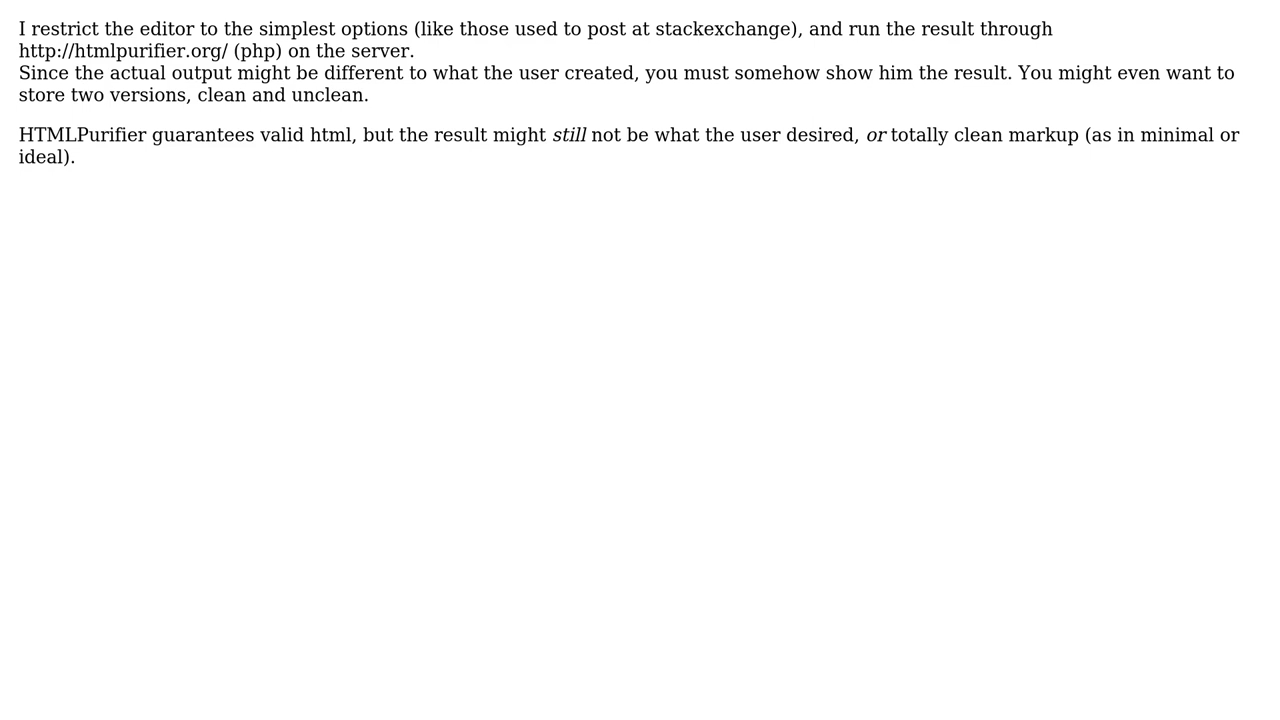 I restrict the editor to the simplest options (like those used to post at stackexchange), and run the result through
http://htmlpurifier.org/ (php) on the server.
Since the actual output might be different to what the user created, you must somehow show him the result. You might even want to
store two versions, clean and unclean.
HTMLPurifier guarantees valid html, but the result might still not be what the user desired, or totally clean markup (as in minimal or
ideal).